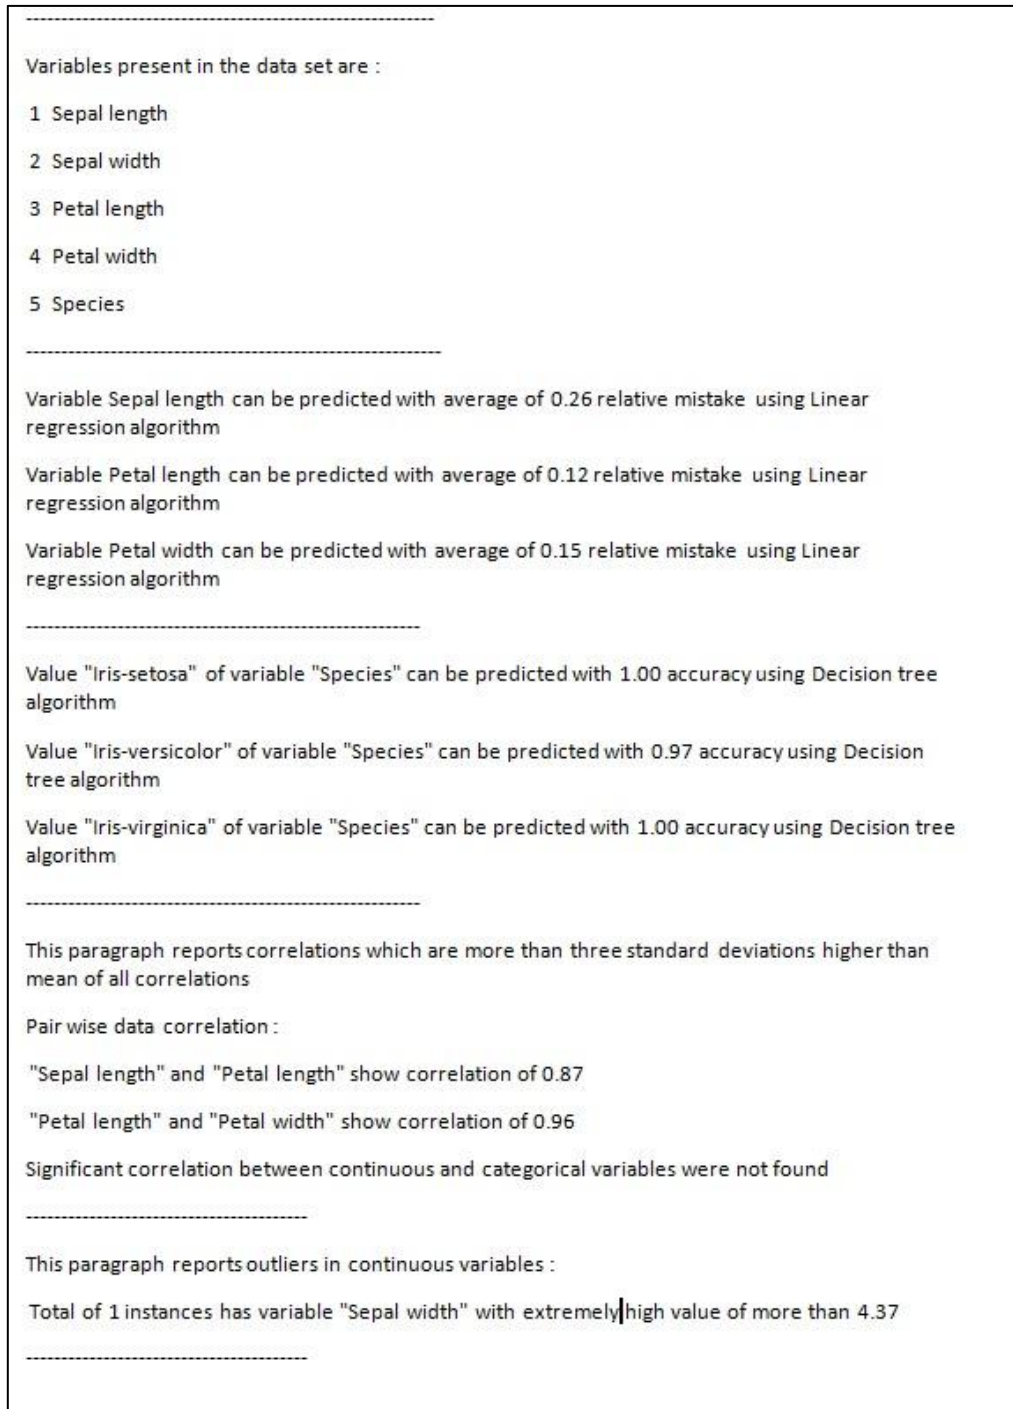 ----------------------------------------------------------
Variables present in the data set are :
1 Sepal length
2 Sepal width
3 Petal length
4 Petal width
5 Species
-----------------------------------------------------------
Variable Sepal length can be predicted with average of 0.26 relative mistake using Linear
regression algorithm
Variable Petal length can be predicted with average of 0.12 relative mistake using Linear
regression algorithm
Variable Petal width can be predicted with average of 0.15 relative mistake using Linear
regression algorithm
--------------------------------------------------------
Value "Iris-setosa" of variable "Species" can be predicted with 1.00 accuracy using Decision tree
algorithm
Value "Iris-versicolor" of variable "Species" can be predicted with 0.97 accuracy using Decision
tree algorithm
Value "Iris-virginica" of variable "Species" can be predicted with 1.00 accuracy using Decision tree
algorithm
--------------------------------------------------------
This paragraph reports correlations which are more than three standard deviations higher than
mean of all correlations
Pair wise data correlation :
"Sepal length" and "Petal length" show correlation of 0.87
"Petal length" and "Petal width" show correlation of 0.96
Significant correlation between continuous and categorical variables were not found
----------------------------------------
This paragraph reports outliers in continuous variables :
Total of 1 instances has variable "Sepal width" with extremely high value of more than 4.37
----------------------------------------